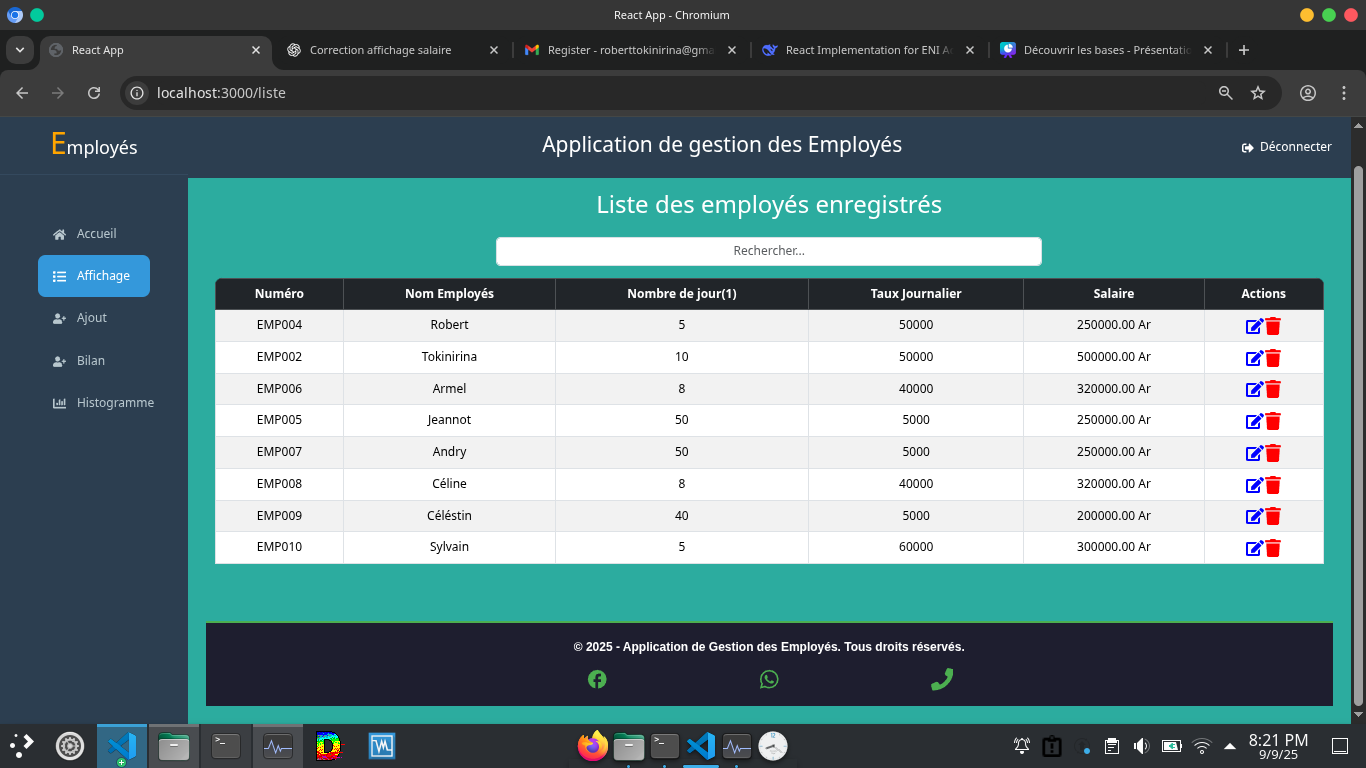 React App - Chromium
React App
Correction affichage salaire
Register - roberttokinirina@gma
React Implementation for ENI A
Découvrir les bases - Présentati
localhost:3000/liste
Employés
Application de gestion des Employés
Déconnecter
Accueil
Affichage
Ajout
Bilan
Histogramme
Liste des employés enregistrés
Rechercher...
Numéro Nom Employés Nombre de jour(1) Taux Journalier Salaire Actions
EMP004 Robert 5 50000 250000.00 Ar
EMP002 Tokinirina 10 50000 500000.00 Ar
EMP006 Armel 8 40000 320000.00 Ar
EMP005 Jeannot 50 5000 250000.00 Ar
EMP007 Andry 50 5000 250000.00 Ar
EMP008 Céline 8 40000 320000.00 Ar
EMP009 Céléstin 40 5000 200000.00 Ar
EMP010 Sylvain 5 60000 300000.00 Ar
© 2025 - Application de Gestion des Employés. Tous droits réservés.
8:21 PM
9/9/25